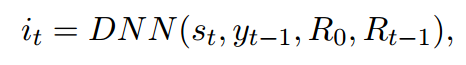 i_t = DNN(s_t, y_{t−1}, R_0, R_{t−1}),